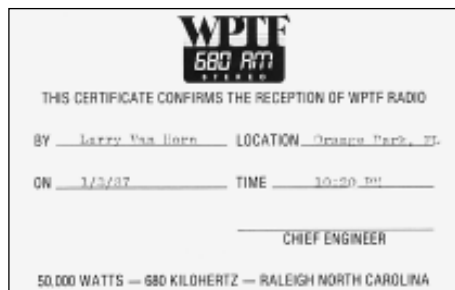 WPTF
680 AM
STEREO
THIS CERTIFICATE CONFIRMS THE RECEPTION OF WPTF RADIO
BY Larry Van Horn LOCATION Orange Park, FL
ON 1/3/87 TIME 10:20 PM
CHIEF ENGINEER
50,000 WATTS — 680 KILOHERTZ — RALEIGH NORTH CAROLINA